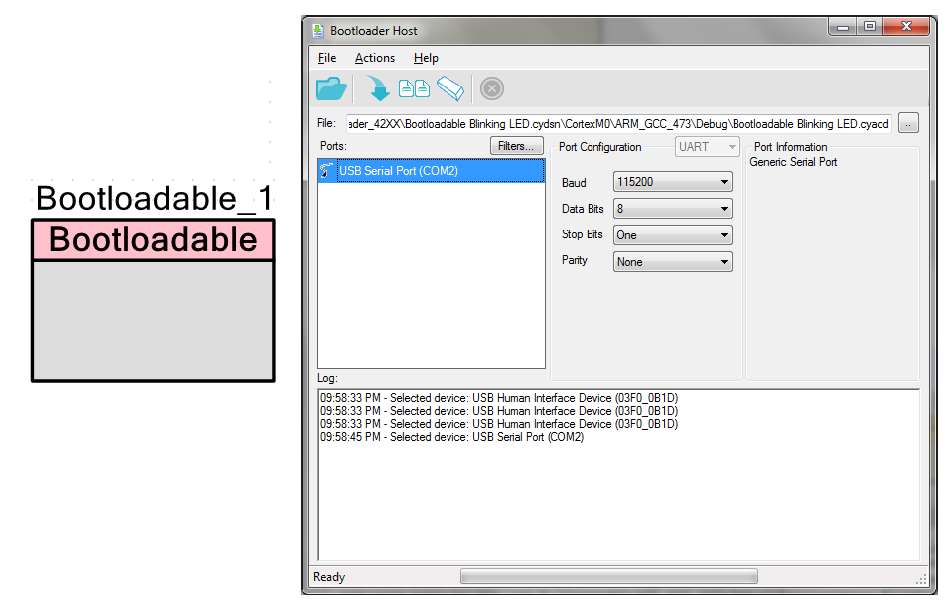 Bootloadable_1
Bootloadable
Bootloader Host
File Actions Help
File: ader_42XX\Bootloadable Blinking LED.cydsn\CortexM0\ARM_GCC_473\Debug\Bootloadable Blinking LED.cyacd ..
Ports: Filters... Port Configuration UART Port Information
USB Serial Port (COM2)
Generic Serial Port
Baud 115200
Data Bits 8
Stop Bits One
Parity None
Log:
09:58:33 PM - Selected device: USB Human Interface Device (03F0_0B1D)
09:58:33 PM - Selected device: USB Human Interface Device (03F0_0B1D)
09:58:33 PM - Selected device: USB Human Interface Device (03F0_0B1D)
09:58:45 PM - Selected device: USB Serial Port (COM2)
Ready